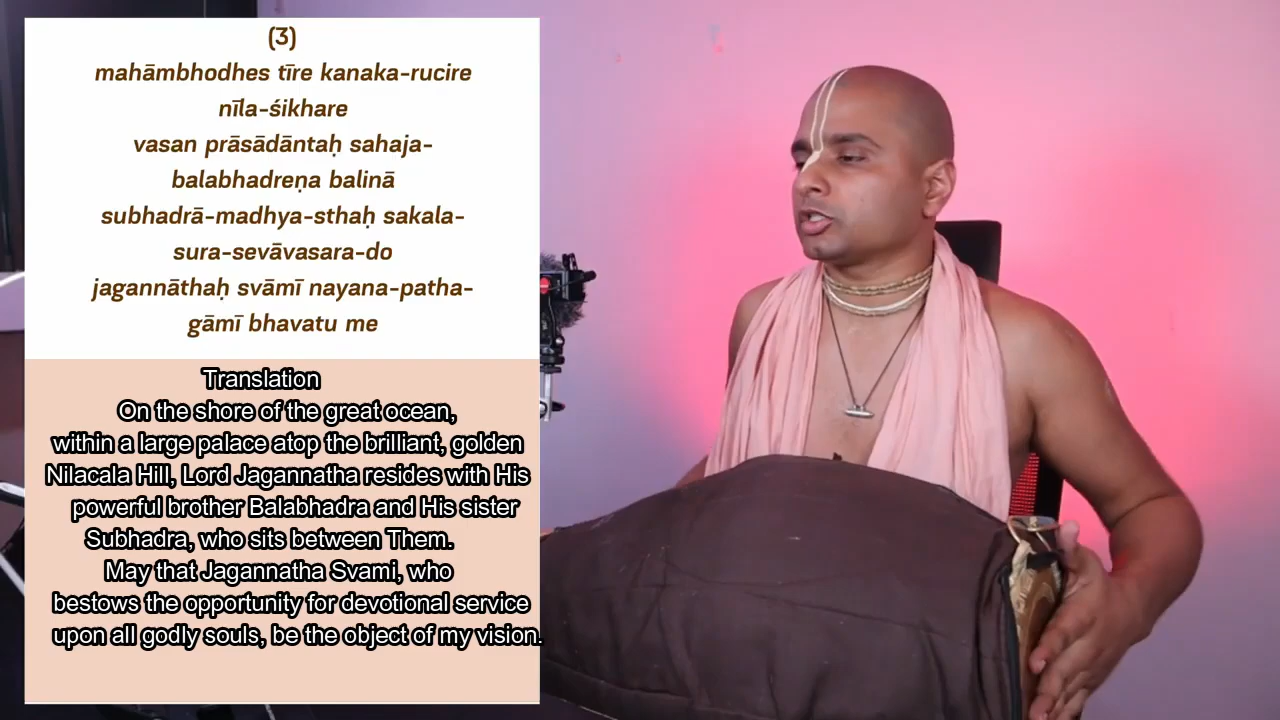 (3)
mahāmbhodhes tīre kanaka-rucire
nīla-śikhare
vasan prāsādāntaḥ sahaja-
balabhadreṇa balinā
subhadrā-madhya-sthaḥ sakala-
sura-sevāvasara-do
jagannāthaḥ svāmī nayana-patha-
gāmī bhavatu me
Translation
On the shore of the great ocean,
within a large palace atop the brilliant, golden
Nilacala Hill, Lord Jagannatha resides with His
powerful brother Balabhadra and His sister
Subhadra, who sits between Them.
May that Jagannatha Svami, who
bestows the opportunity for devotional service
upon all godly souls, be the object of my vision.